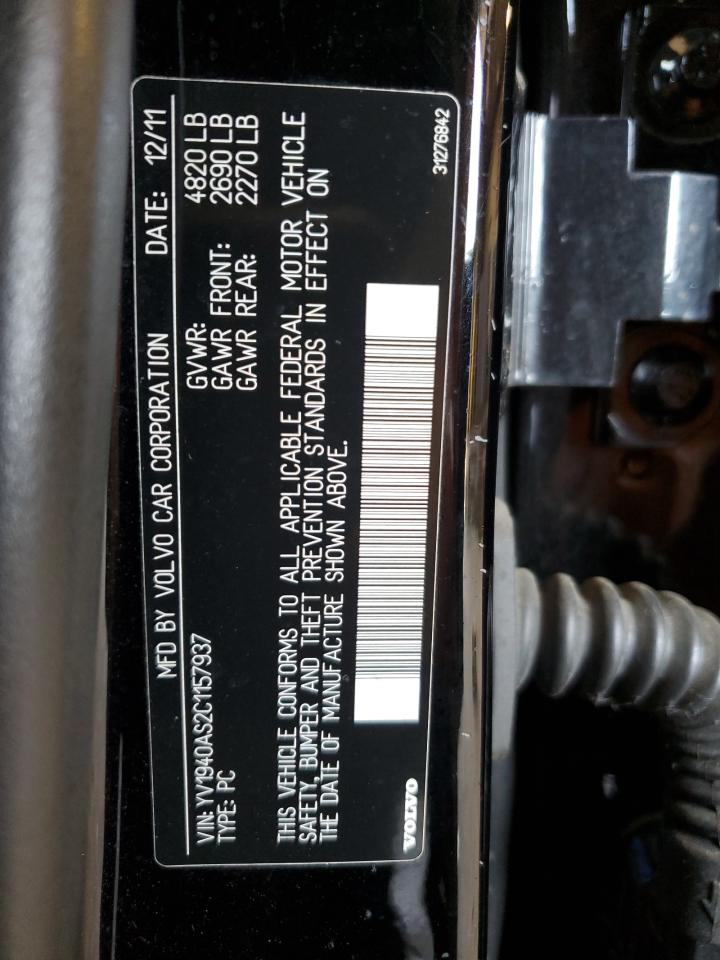 MFD BY VOLVO CAR CORPORATION DATE: 12/11
VIN: YV1940AS2C1157937 GVWR: 4820 LB
TYPE: PC GAWR FRONT: 2690 LB
GAWR REAR: 2270 LB
THIS VEHICLE CONFORMS TO ALL APPLICABLE FEDERAL MOTOR VEHICLE
SAFETY, BUMPER AND THEFT PREVENTION STANDARDS IN EFFECT ON
THE DATE OF MANUFACTURE SHOWN ABOVE.
VOLVO 31276842